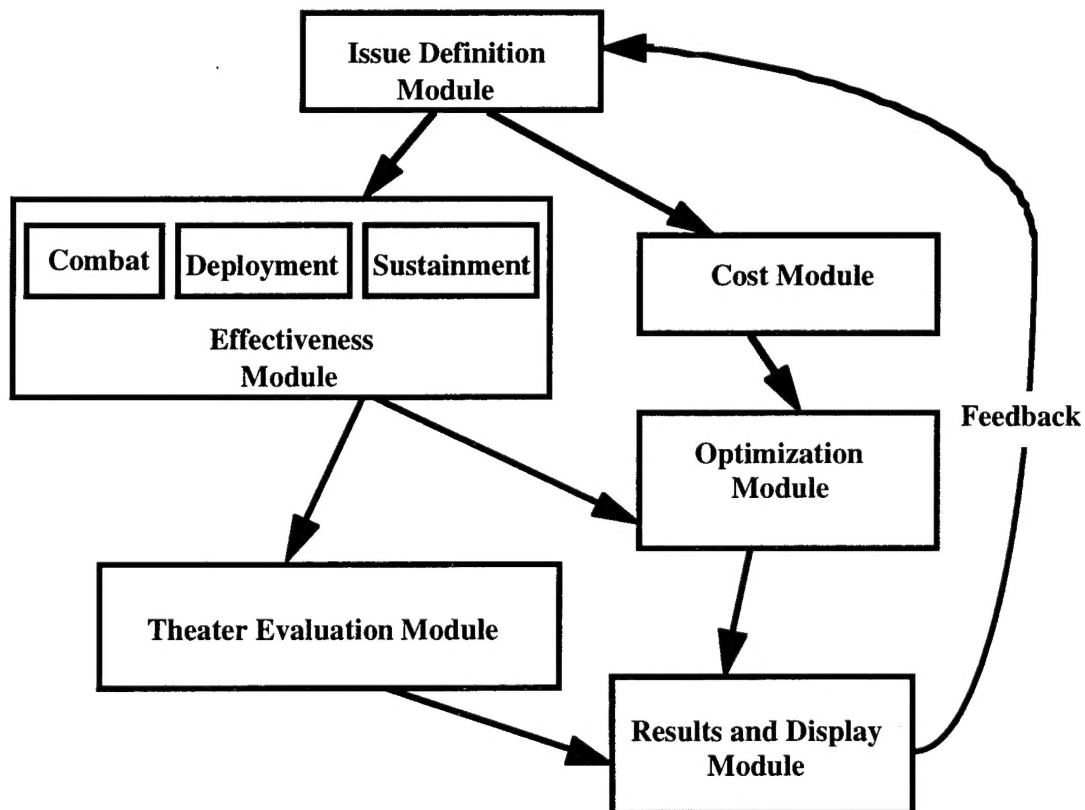 Issue Definition
Module
Combat
Deployment
Sustainment
Effectiveness
Module
Cost Module
Feedback
Optimization
Module
Theater Evaluation Module
Results and Display
Module